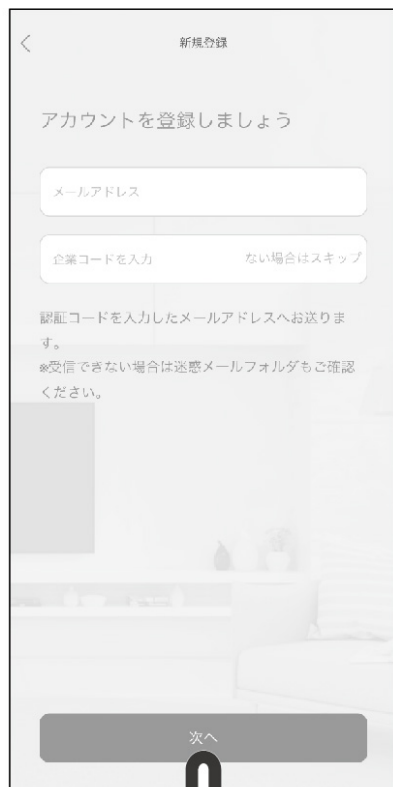 新規登録
アカウントを登録しましょう
メールアドレス
企業コードを入力 ない場合はスキップ
認証コードを入力したメールアドレスへお送りま
す。
※受信できない場合は迷惑メールフォルダもご確認
ください。
次へ